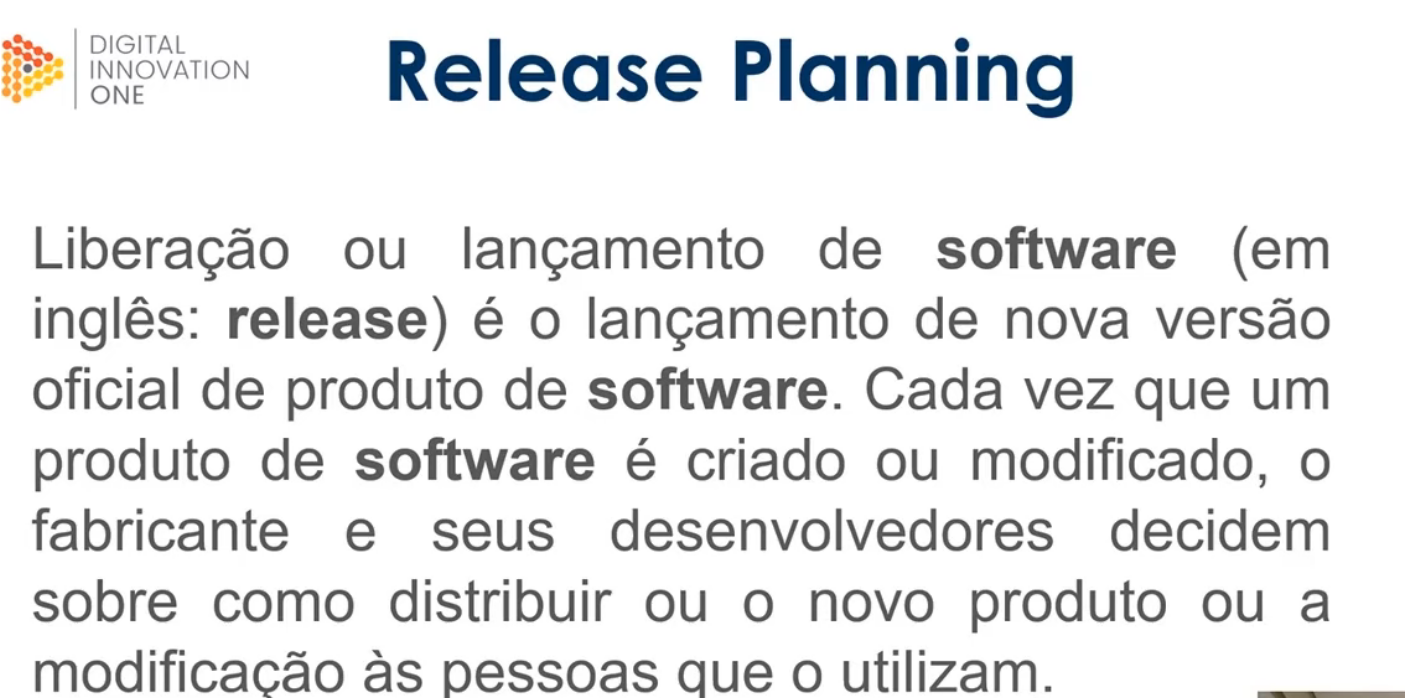 DIGITAL
INNOVATION
ONE
Release Planning
Liberação ou lançamento de software (em
inglês: release) é o lançamento de nova versão
oficial de produto de software. Cada vez que um
produto de software é criado ou modificado, o
fabricante e seus desenvolvedores decidem
sobre como distribuir ou o novo produto ou a
modificação às pessoas que o utilizam.